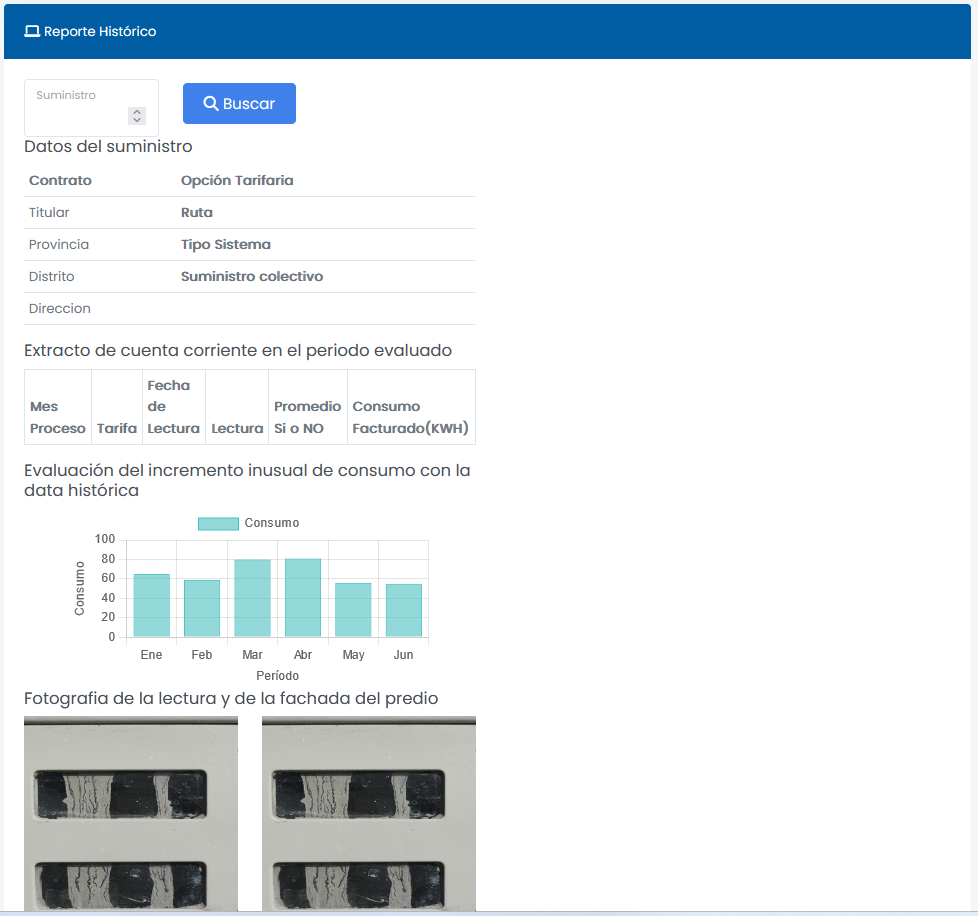 Reporte Histórico
Suministro
Buscar
Datos del suministro
Contrato Opción Tarifaria
Titular Ruta
Provincia Tipo Sistema
Distrito Suministro colectivo
Direccion
Extracto de cuenta corriente en el periodo evaluado
Mes Proceso Tarifa Fecha de Lectura Lectura Promedio Si o NO Consumo Facturado(KWH)
Evaluación del incremento inusual de consumo con la
data histórica
Consumo
100
80
60
40
20
0
Consumo
Ene Feb Mar Abr May Jun
Período
Fotografia de la lectura y de la fachada del predio